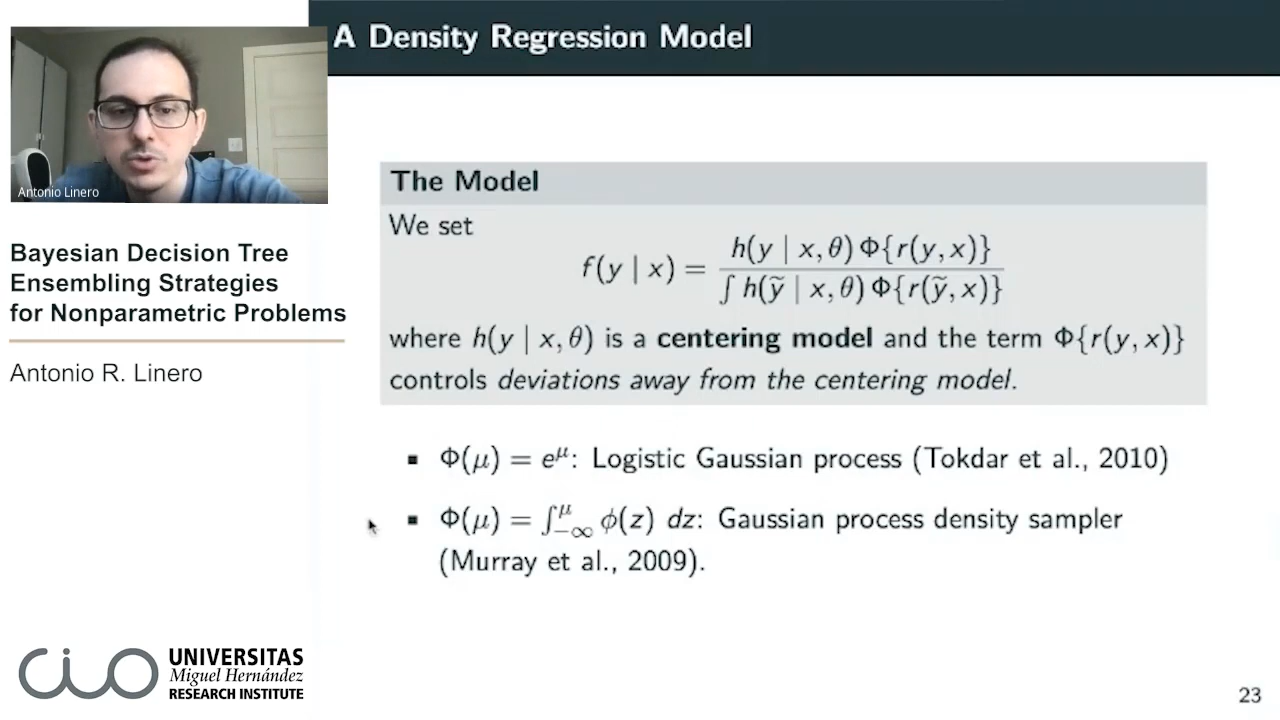 A Density Regression Model
Antonio Linero
Bayesian Decision Tree
Ensembling Strategies
for Nonparametric Problems
Antonio R. Linero
The Model
We set
f(y | x) = h(y | x, θ) Φ{r(y, x)} / ∫ h(ỹ | x, θ) Φ{r(ỹ, x)}
where h(y | x, θ) is a centering model and the term Φ{r(y, x)}
controls deviations away from the centering model.
▪ Φ(μ) = e^μ: Logistic Gaussian process (Tokdar et al., 2010)
▪ Φ(μ) = ∫_{−∞}^{μ} ϕ(z) dz: Gaussian process density sampler
(Murray et al., 2009).
CIO
UNIVERSITAS
Miguel Hernández
RESEARCH INSTITUTE
23